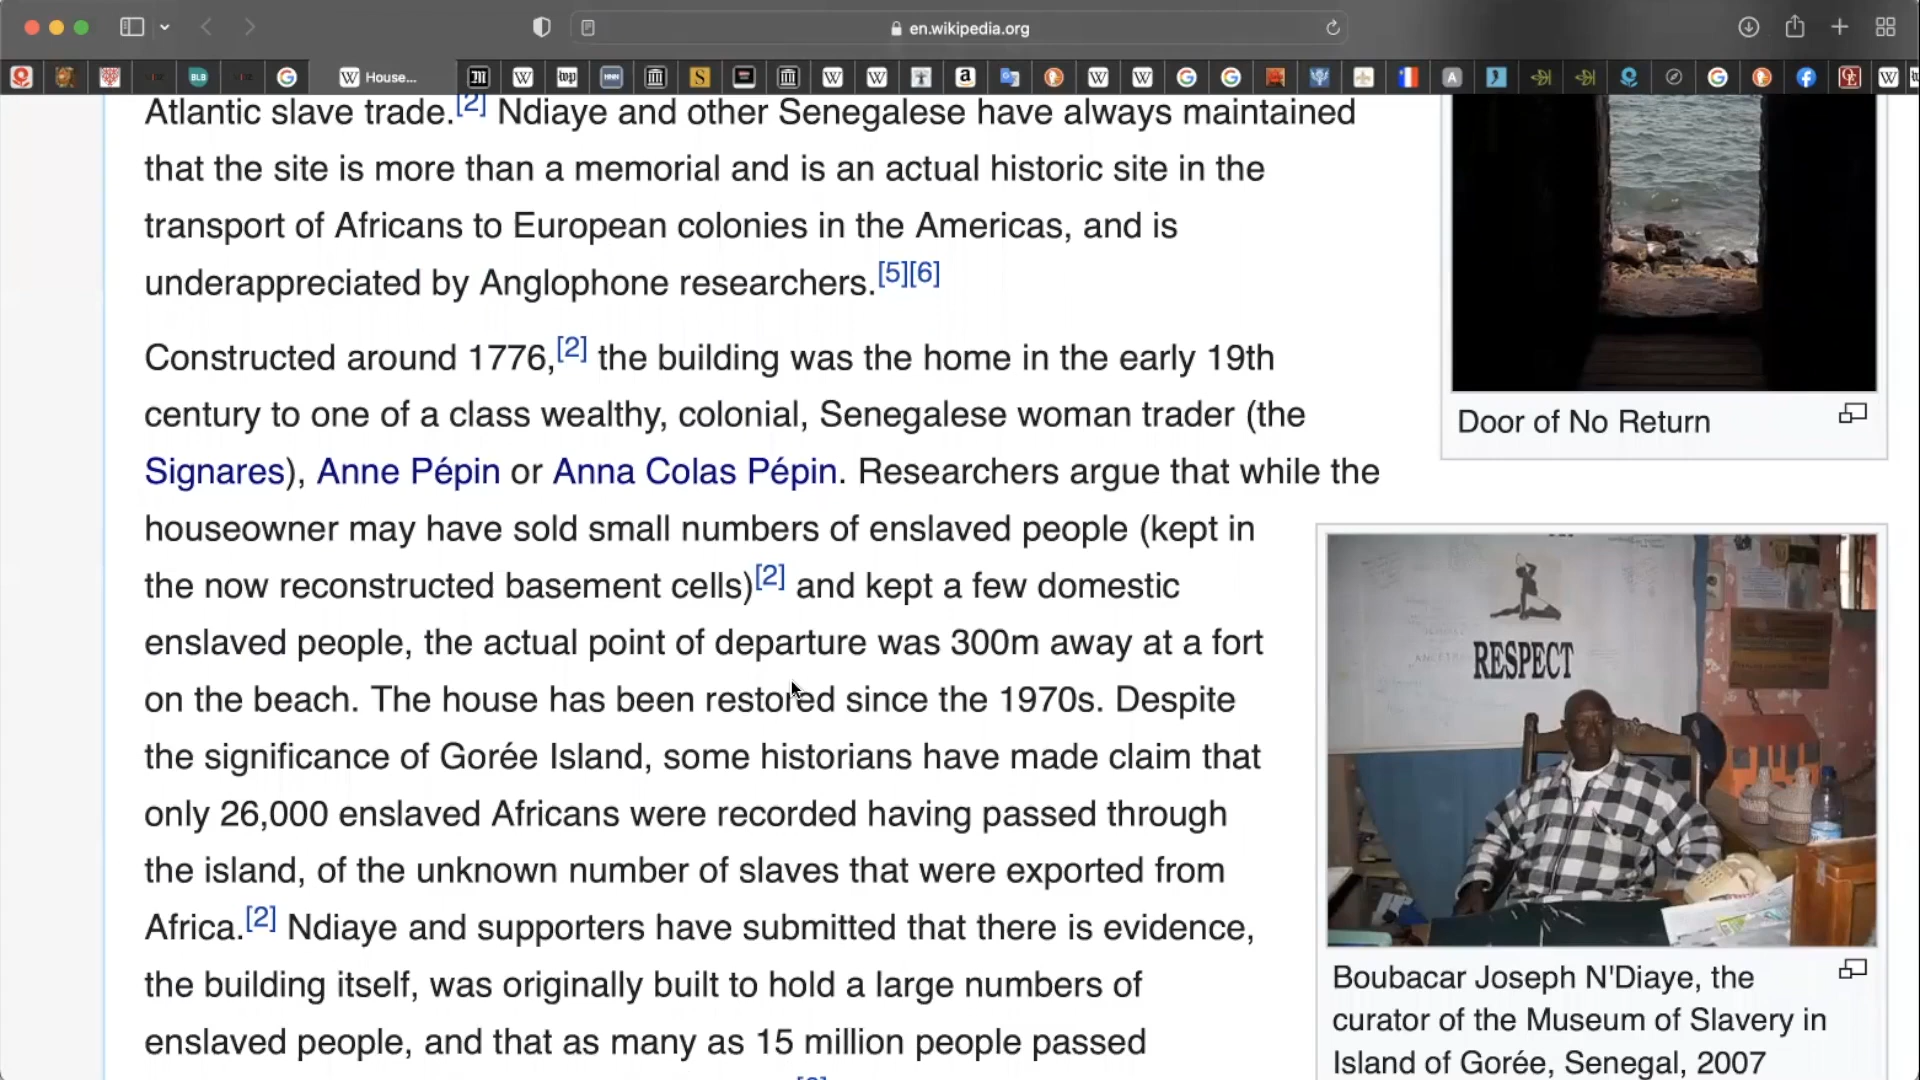 en.wikipedia.org
House...
Atlantic slave trade.[2] Ndiaye and other Senegalese have always maintained
that the site is more than a memorial and is an actual historic site in the
transport of Africans to European colonies in the Americas, and is
underappreciated by Anglophone researchers.[5][6]
Constructed around 1776,[2] the building was the home in the early 19th
century to one of a class wealthy, colonial, Senegalese woman trader (the
Signares), Anne Pépin or Anna Colas Pépin. Researchers argue that while the
houseowner may have sold small numbers of enslaved people (kept in
the now reconstructed basement cells)[2] and kept a few domestic
enslaved people, the actual point of departure was 300m away at a fort
on the beach. The house has been restored since the 1970s. Despite
the significance of Gorée Island, some historians have made claim that
only 26,000 enslaved Africans were recorded having passed through
the island, of the unknown number of slaves that were exported from
Africa.[2] Ndiaye and supporters have submitted that there is evidence,
the building itself, was originally built to hold a large numbers of
enslaved people, and that as many as 15 million people passed
Door of No Return
RESPECT
Boubacar Joseph N'Diaye, the
curator of the Museum of Slavery in
Island of Gorée, Senegal, 2007